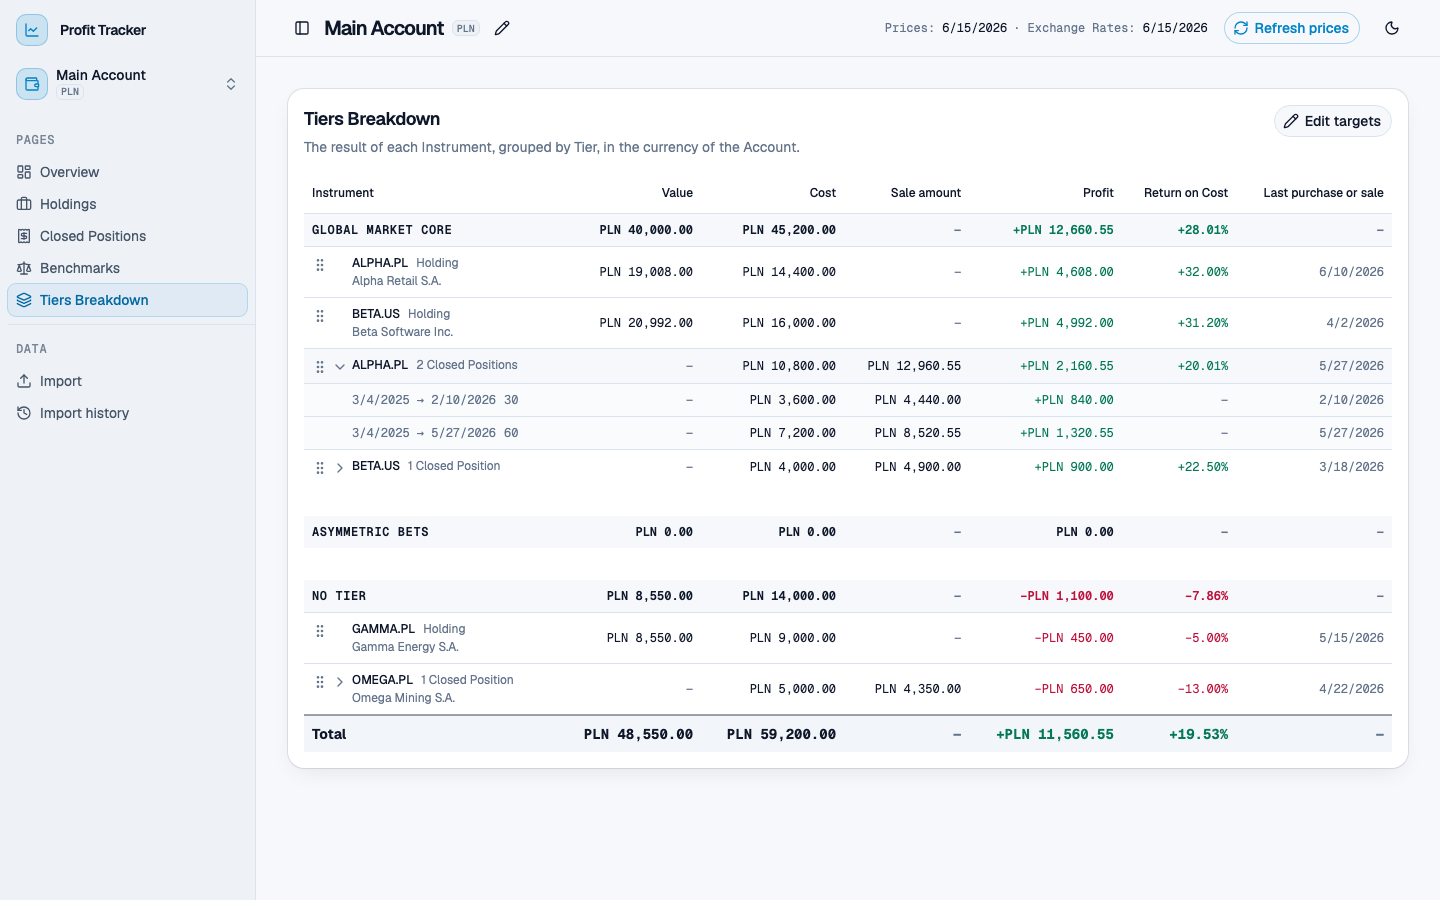 Profit Tracker
Main Account
PLN
PAGES
Overview
Holdings
Closed Positions
Benchmarks
Tiers Breakdown
DATA
Import
Import history
Main Account PLN
Prices: 6/15/2026 · Exchange Rates: 6/15/2026
Refresh prices
Tiers Breakdown
Edit targets
The result of each Instrument, grouped by Tier, in the currency of the Account.
Instrument Value Cost Sale amount Profit Return on Cost Last purchase or sale
GLOBAL MARKET CORE PLN 40,000.00 PLN 45,200.00 – +PLN 12,660.55 +28.01% –
ALPHA.PL Holding
Alpha Retail S.A.
PLN 19,008.00 PLN 14,400.00 – +PLN 4,608.00 +32.00% 6/10/2026
BETA.US Holding
Beta Software Inc.
PLN 20,992.00 PLN 16,000.00 – +PLN 4,992.00 +31.20% 4/2/2026
ALPHA.PL 2 Closed Positions – PLN 10,800.00 PLN 12,960.55 +PLN 2,160.55 +20.01% 5/27/2026
3/4/2025 → 2/10/2026 30 – PLN 3,600.00 PLN 4,440.00 +PLN 840.00 – 2/10/2026
3/4/2025 → 5/27/2026 60 – PLN 7,200.00 PLN 8,520.55 +PLN 1,320.55 – 5/27/2026
BETA.US 1 Closed Position – PLN 4,000.00 PLN 4,900.00 +PLN 900.00 +22.50% 3/18/2026
ASYMMETRIC BETS PLN 0.00 PLN 0.00 – PLN 0.00 – –
NO TIER PLN 8,550.00 PLN 14,000.00 – −PLN 1,100.00 −7.86% –
GAMMA.PL Holding
Gamma Energy S.A.
PLN 8,550.00 PLN 9,000.00 – −PLN 450.00 −5.00% 5/15/2026
OMEGA.PL 1 Closed Position
Omega Mining S.A.
– PLN 5,000.00 PLN 4,350.00 −PLN 650.00 −13.00% 4/22/2026
Total PLN 48,550.00 PLN 59,200.00 – +PLN 11,560.55 +19.53% –